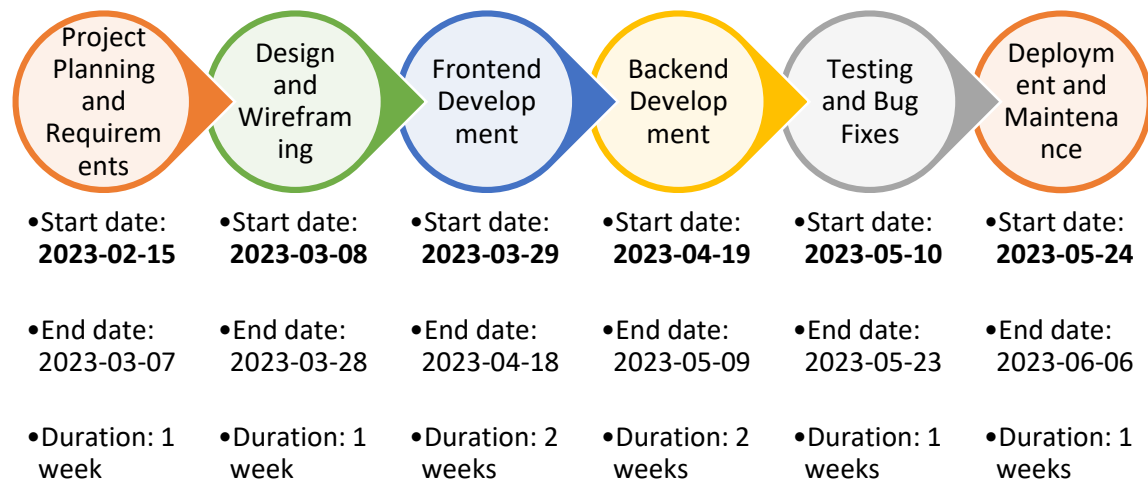 Project
Planning
and
Requirem
ents
Design
and
Wirefram
ing
Frontend
Develop
ment
Backend
Develop
ment
Testing
and Bug
Fixes
Deploym
ent and
Maintena
nce
•Start date:
2023-02-15
•End date:
2023-03-07
•Duration: 1
week
•Start date:
2023-03-08
•End date:
2023-03-28
•Duration: 1
week
•Start date:
2023-03-29
•End date:
2023-04-18
•Duration: 2
weeks
•Start date:
2023-04-19
•End date:
2023-05-09
•Duration: 2
weeks
•Start date:
2023-05-10
•End date:
2023-05-23
•Duration: 1
weeks
•Start date:
2023-05-24
•End date:
2023-06-06
•Duration: 1
weeks